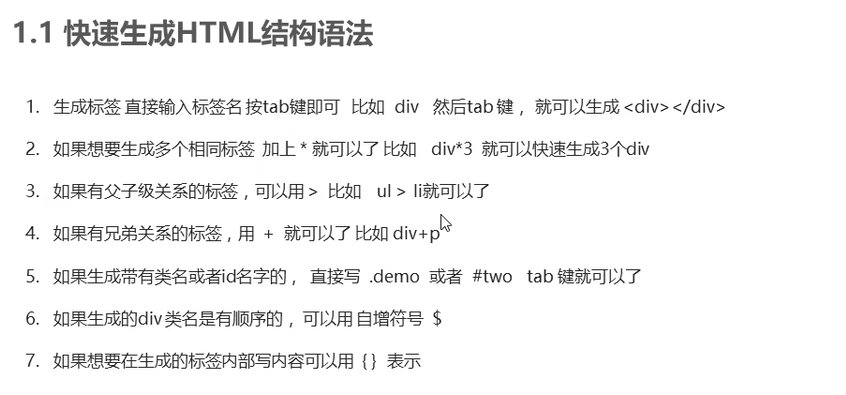 1.1 快速生成HTML结构语法
1. 生成标签 直接输入标签名 按tab键即可 比如 div 然后tab 键， 就可以生成 <div></div>
2. 如果想要生成多个相同标签 加上 * 就可以了 比如 div*3 就可以快速生成3个div
3. 如果有父子级关系的标签，可以用 > 比如 ul > li就可以了
4. 如果有兄弟关系的标签，用 + 就可以了 比如 div+p
5. 如果生成带有类名或者id名字的， 直接写 .demo 或者 #two tab 键就可以了
6. 如果生成的div 类名是有顺序的， 可以用 自增符号 $
7. 如果想要在生成的标签内部写内容可以用 { } 表示